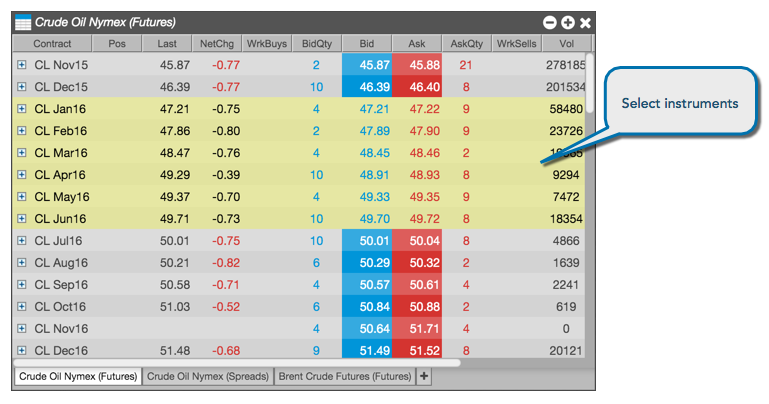 Crude Oil Nymex (Futures)
Contract Pos Last NetChg WrkBuys BidQty Bid Ask AskQty WrkSells Vol
CL Nov15 45.87 -0.77 2 45.87 45.88 21 278185
CL Dec15 46.39 -0.77 10 46.39 46.40 8 201534
CL Jan16 47.21 -0.75 4 47.21 47.22 9 58480
CL Feb16 47.86 -0.80 2 47.89 47.90 9 23726
CL Mar16 48.47 -0.76 4 48.45 48.46 2
CL Apr16 49.29 -0.39 10 48.91 48.93 8 9294
CL May16 49.37 -0.70 4 49.33 49.35 9 7472
CL Jun16 49.71 -0.73 10 49.70 49.72 8 18354
CL Jul16 50.01 -0.75 10 50.01 50.04 8 4866
CL Aug16 50.21 -0.82 6 50.29 50.32 2 1639
CL Sep16 50.58 -0.71 4 50.57 50.61 4 2241
CL Oct16 51.03 -0.52 6 50.84 50.88 2 619
CL Nov16 4 50.64 51.71 4 0
CL Dec16 51.48 -0.68 9 51.49 51.52 8 20121
Crude Oil Nymex (Futures) Crude Oil Nymex (Spreads) Brent Crude Futures (Futures) +
Select instruments